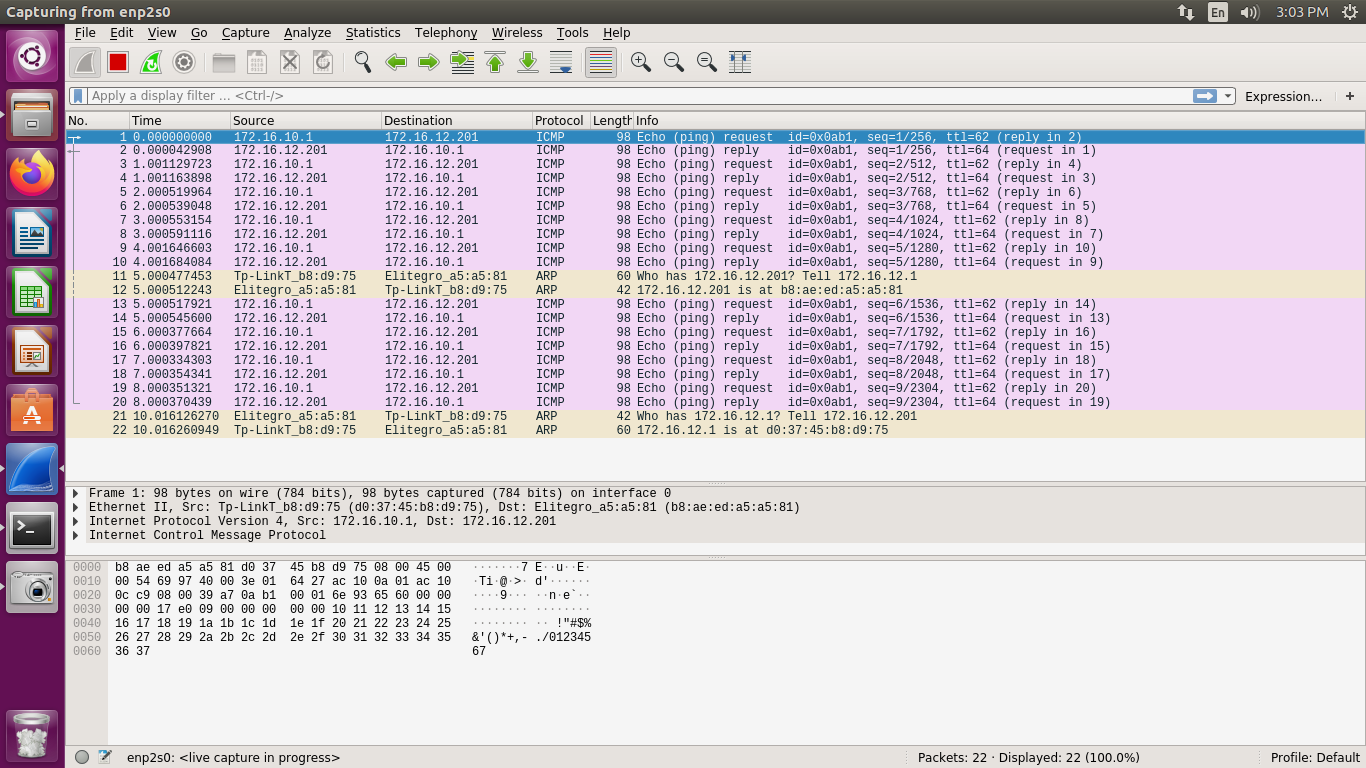 Capturing from enp2s0 En 3:03 PM
File Edit View Go Capture Analyze Statistics Telephony Wireless Tools Help
Apply a display filter ... <Ctrl-/> Expression… +
No. Time Source Destination Protocol Length Info
1 0.000000000 172.16.10.1 172.16.12.201 ICMP 98 Echo (ping) request id=0x0ab1, seq=1/256, ttl=62 (reply in 2)
2 0.000042908 172.16.12.201 172.16.10.1 ICMP 98 Echo (ping) reply id=0x0ab1, seq=1/256, ttl=64 (request in 1)
3 1.001129723 172.16.10.1 172.16.12.201 ICMP 98 Echo (ping) request id=0x0ab1, seq=2/512, ttl=62 (reply in 4)
4 1.001163898 172.16.12.201 172.16.10.1 ICMP 98 Echo (ping) reply id=0x0ab1, seq=2/512, ttl=64 (request in 3)
5 2.000519964 172.16.10.1 172.16.12.201 ICMP 98 Echo (ping) request id=0x0ab1, seq=3/768, ttl=62 (reply in 6)
6 2.000539048 172.16.12.201 172.16.10.1 ICMP 98 Echo (ping) reply id=0x0ab1, seq=3/768, ttl=64 (request in 5)
7 3.000553154 172.16.10.1 172.16.12.201 ICMP 98 Echo (ping) request id=0x0ab1, seq=4/1024, ttl=62 (reply in 8)
8 3.000591116 172.16.12.201 172.16.10.1 ICMP 98 Echo (ping) reply id=0x0ab1, seq=4/1024, ttl=64 (request in 7)
9 4.001646603 172.16.10.1 172.16.12.201 ICMP 98 Echo (ping) request id=0x0ab1, seq=5/1280, ttl=62 (reply in 10)
10 4.001684084 172.16.12.201 172.16.10.1 ICMP 98 Echo (ping) reply id=0x0ab1, seq=5/1280, ttl=64 (request in 9)
11 5.000477453 Tp-LinkT_b8:d9:75 Elitegro_a5:a5:81 ARP 60 Who has 172.16.12.201? Tell 172.16.12.1
12 5.000512243 Elitegro_a5:a5:81 Tp-LinkT_b8:d9:75 ARP 42 172.16.12.201 is at b8:ae:ed:a5:a5:81
13 5.000517921 172.16.10.1 172.16.12.201 ICMP 98 Echo (ping) request id=0x0ab1, seq=6/1536, ttl=62 (reply in 14)
14 5.000545600 172.16.12.201 172.16.10.1 ICMP 98 Echo (ping) reply id=0x0ab1, seq=6/1536, ttl=64 (request in 13)
15 6.000377664 172.16.10.1 172.16.12.201 ICMP 98 Echo (ping) request id=0x0ab1, seq=7/1792, ttl=62 (reply in 16)
16 6.000397821 172.16.12.201 172.16.10.1 ICMP 98 Echo (ping) reply id=0x0ab1, seq=7/1792, ttl=64 (request in 15)
17 7.000334303 172.16.10.1 172.16.12.201 ICMP 98 Echo (ping) request id=0x0ab1, seq=8/2048, ttl=62 (reply in 18)
18 7.000354341 172.16.12.201 172.16.10.1 ICMP 98 Echo (ping) reply id=0x0ab1, seq=8/2048, ttl=64 (request in 17)
19 8.000351321 172.16.10.1 172.16.12.201 ICMP 98 Echo (ping) request id=0x0ab1, seq=9/2304, ttl=62 (reply in 20)
20 8.000370439 172.16.12.201 172.16.10.1 ICMP 98 Echo (ping) reply id=0x0ab1, seq=9/2304, ttl=64 (request in 19)
21 10.016126270 Elitegro_a5:a5:81 Tp-LinkT_b8:d9:75 ARP 42 Who has 172.16.12.1? Tell 172.16.12.201
22 10.016260949 Tp-LinkT_b8:d9:75 Elitegro_a5:a5:81 ARP 60 172.16.12.1 is at d0:37:45:b8:d9:75
Frame 1: 98 bytes on wire (784 bits), 98 bytes captured (784 bits) on interface 0
Ethernet II, Src: Tp-LinkT_b8:d9:75 (d0:37:45:b8:d9:75), Dst: Elitegro_a5:a5:81 (b8:ae:ed:a5:a5:81)
Internet Protocol Version 4, Src: 172.16.10.1, Dst: 172.16.12.201
Internet Control Message Protocol
0000 b8 ae ed a5 a5 81 d0 37 45 b8 d9 75 08 00 45 00 ·······7 E··u··E·
0010 00 54 69 97 40 00 3e 01 64 27 ac 10 0a 01 ac 10 ·Ti·@·>· d'······
0020 0c c9 08 00 39 a7 0a b1 00 01 6e 93 65 60 00 00 ····9··· ··n·e`··
0030 00 00 17 e0 09 00 00 00 00 00 10 11 12 13 14 15 ········ ········
0040 16 17 18 19 1a 1b 1c 1d 1e 1f 20 21 22 23 24 25 ········ ·· !"#$%
0050 26 27 28 29 2a 2b 2c 2d 2e 2f 30 31 32 33 34 35 &'()*+,- ./012345
0060 36 37 67
enp2s0: <live capture in progress> Packets: 22 · Displayed: 22 (100.0%) Profile: Default